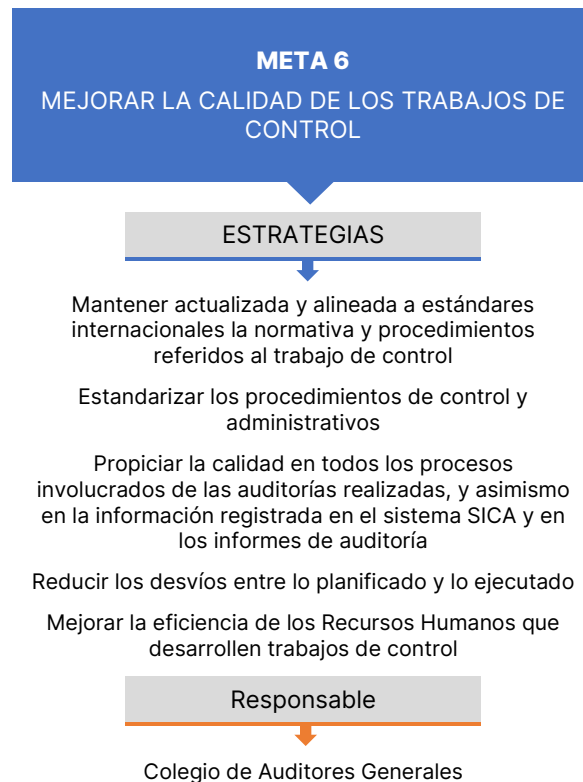 META 6
MEJORAR LA CALIDAD DE LOS TRABAJOS DE
CONTROL
ESTRATEGIAS
Mantener actualizada y alineada a estándares
internacionales la normativa y procedimientos
referidos al trabajo de control
Estandarizar los procedimientos de control y
administrativos
Propiciar la calidad en todos los procesos
involucrados de las auditorías realizadas, y asimismo
en la información registrada en el sistema SICA y en
los informes de auditoría
Reducir los desvíos entre lo planificado y lo ejecutado
Mejorar la eficiencia de los Recursos Humanos que
desarrollen trabajos de control
Responsable
Colegio de Auditores Generales